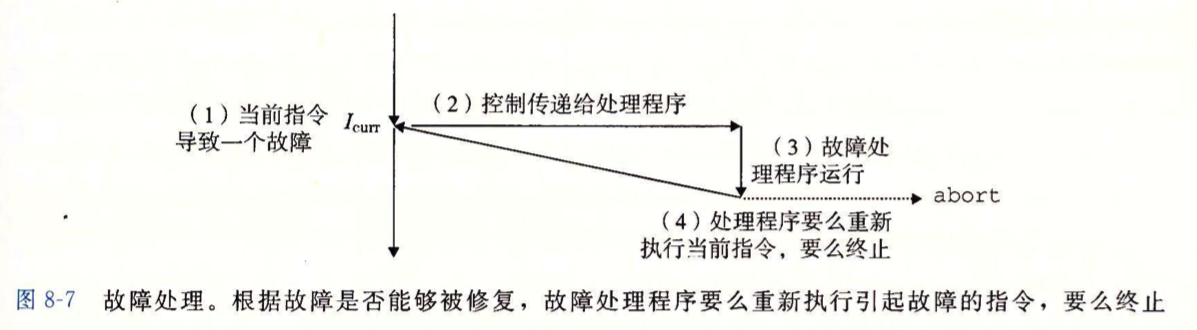 （1）当前指令
导致一个故障
Icurr
（2）控制传递给处理程序
（3）故障处
理程序运行
abort
（4）处理程序要么重新
执行当前指令，要么终止
图 8-7 故障处理。根据故障是否能够被修复，故障处理程序要么重新执行引起故障的指令，要么终止